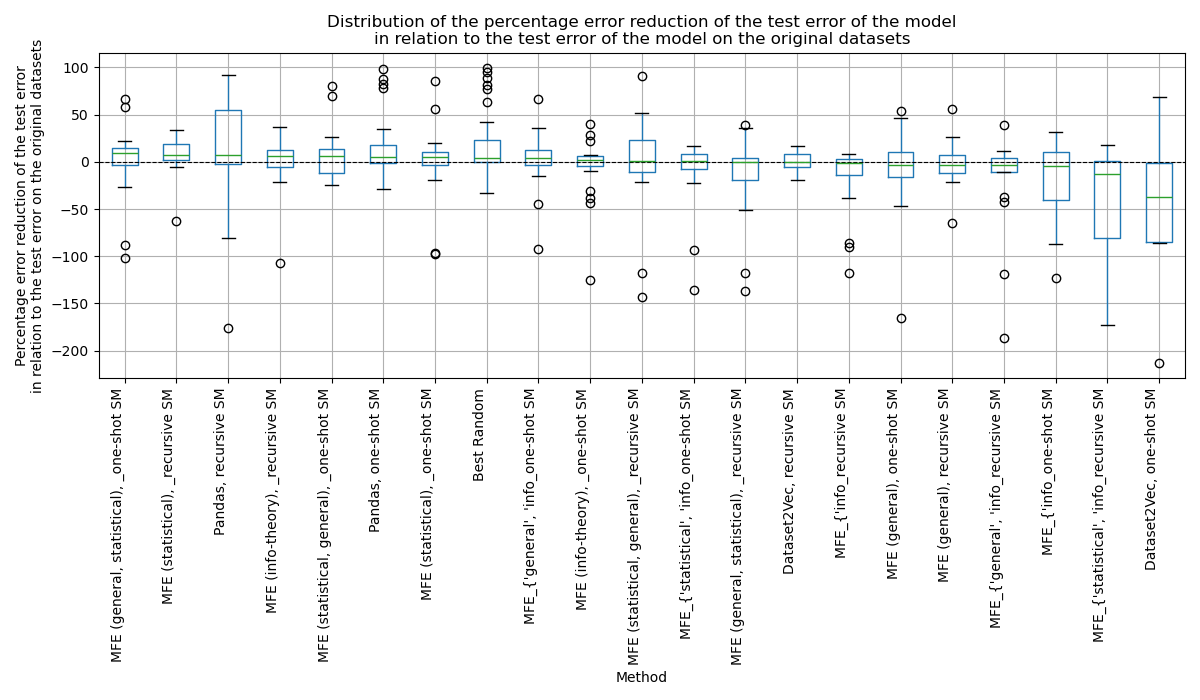 Distribution of the percentage error reduction of the test error of the model
in relation to the test error of the model on the original datasets
Percentage error reduction of the test error
in relation to the test error on the original datasets
100
50
0
−50
−100
−150
−200
MFE (general, statistical), _one-shot SM
MFE (statistical), _recursive SM
Pandas, recursive SM
MFE (info-theory), _recursive SM
MFE (statistical, general), _one-shot SM
Pandas, one-shot SM
MFE (statistical), _one-shot SM
Best Random
MFE_{'general', 'info_one-shot SM
MFE (info-theory), _one-shot SM
MFE (statistical, general), _recursive SM
MFE_{'statistical', 'info_one-shot SM
MFE (general, statistical), _recursive SM
Dataset2Vec, recursive SM
MFE_{'info_recursive SM
MFE (general), one-shot SM
MFE (general), recursive SM
MFE_{'general', 'info_recursive SM
MFE_{'info_one-shot SM
MFE_{'statistical', 'info_recursive SM
Dataset2Vec, one-shot SM
Method